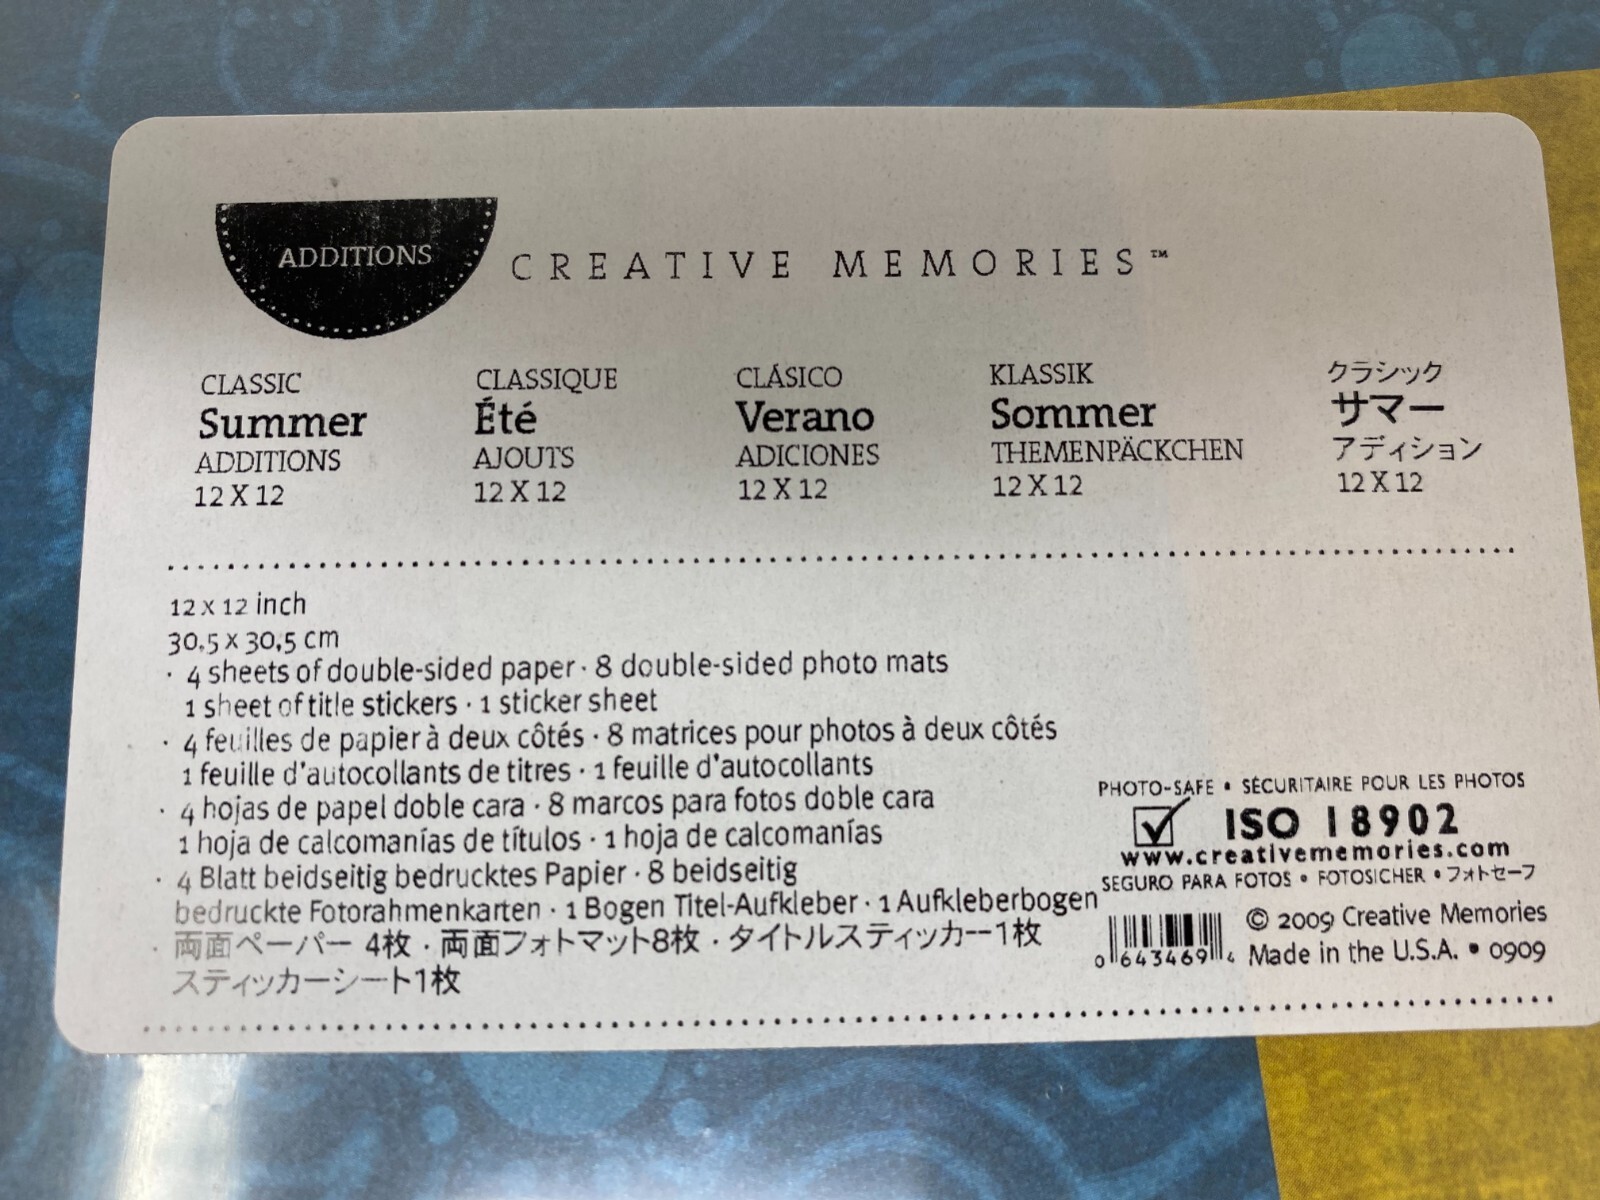 ADDITIONS
CREATIVE MEMORIES™
CLASSIC
Summer
ADDITIONS
12 X 12
CLASSIQUE
Été
AJOUTS
12 X 12
CLÁSICO
Verano
ADICIONES
12 X 12
KLASSIK
Sommer
THEMENPÄCKCHEN
12 X 12
クラシック
サマー
アディション
12 X 12
12 x 12 inch
30,5 x 30,5 cm
· 4 sheets of double-sided paper · 8 double-sided photo mats
1 sheet of title stickers · 1 sticker sheet
· 4 feuilles de papier à deux côtés · 8 matrices pour photos à deux côtés
1 feuille d'autocollants de titres · 1 feuille d'autocollants
· 4 hojas de papel doble cara · 8 marcos para fotos doble cara
1 hoja de calcomanías de títulos · 1 hoja de calcomanías
· 4 Blatt beidseitig bedrucktes Papier · 8 beidseitig
bedruckte Fotorahmenkarten · 1 Bogen Titel-Aufkleber · 1 Aufkleberbogen
· 両面ペーパー 4枚 · 両面フォトマット8枚 · タイトルスティッカー1枚
スティッカーシート1枚
PHOTO-SAFE • SÉCURITAIRE POUR LES PHOTOS
ISO 18902
www.creativememories.com
SEGURO PARA FOTOS • FOTOSICHER • フォトセーフ
0 643469 4
© 2009 Creative Memories
Made in the U.S.A. • 0909